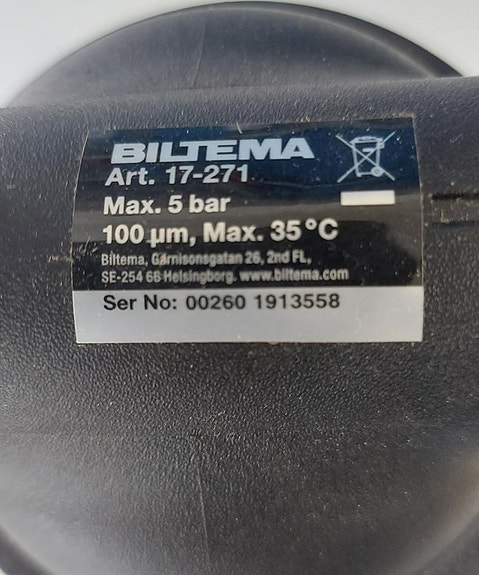 BILTEMA
Art. 17-271
Max. 5 bar
100 µm, Max. 35°C
Biltema, Garnisonsgatan 26, 2nd FL,
SE-254 66 Helsingborg. www.biltema.com
Ser No: 00260 1913558